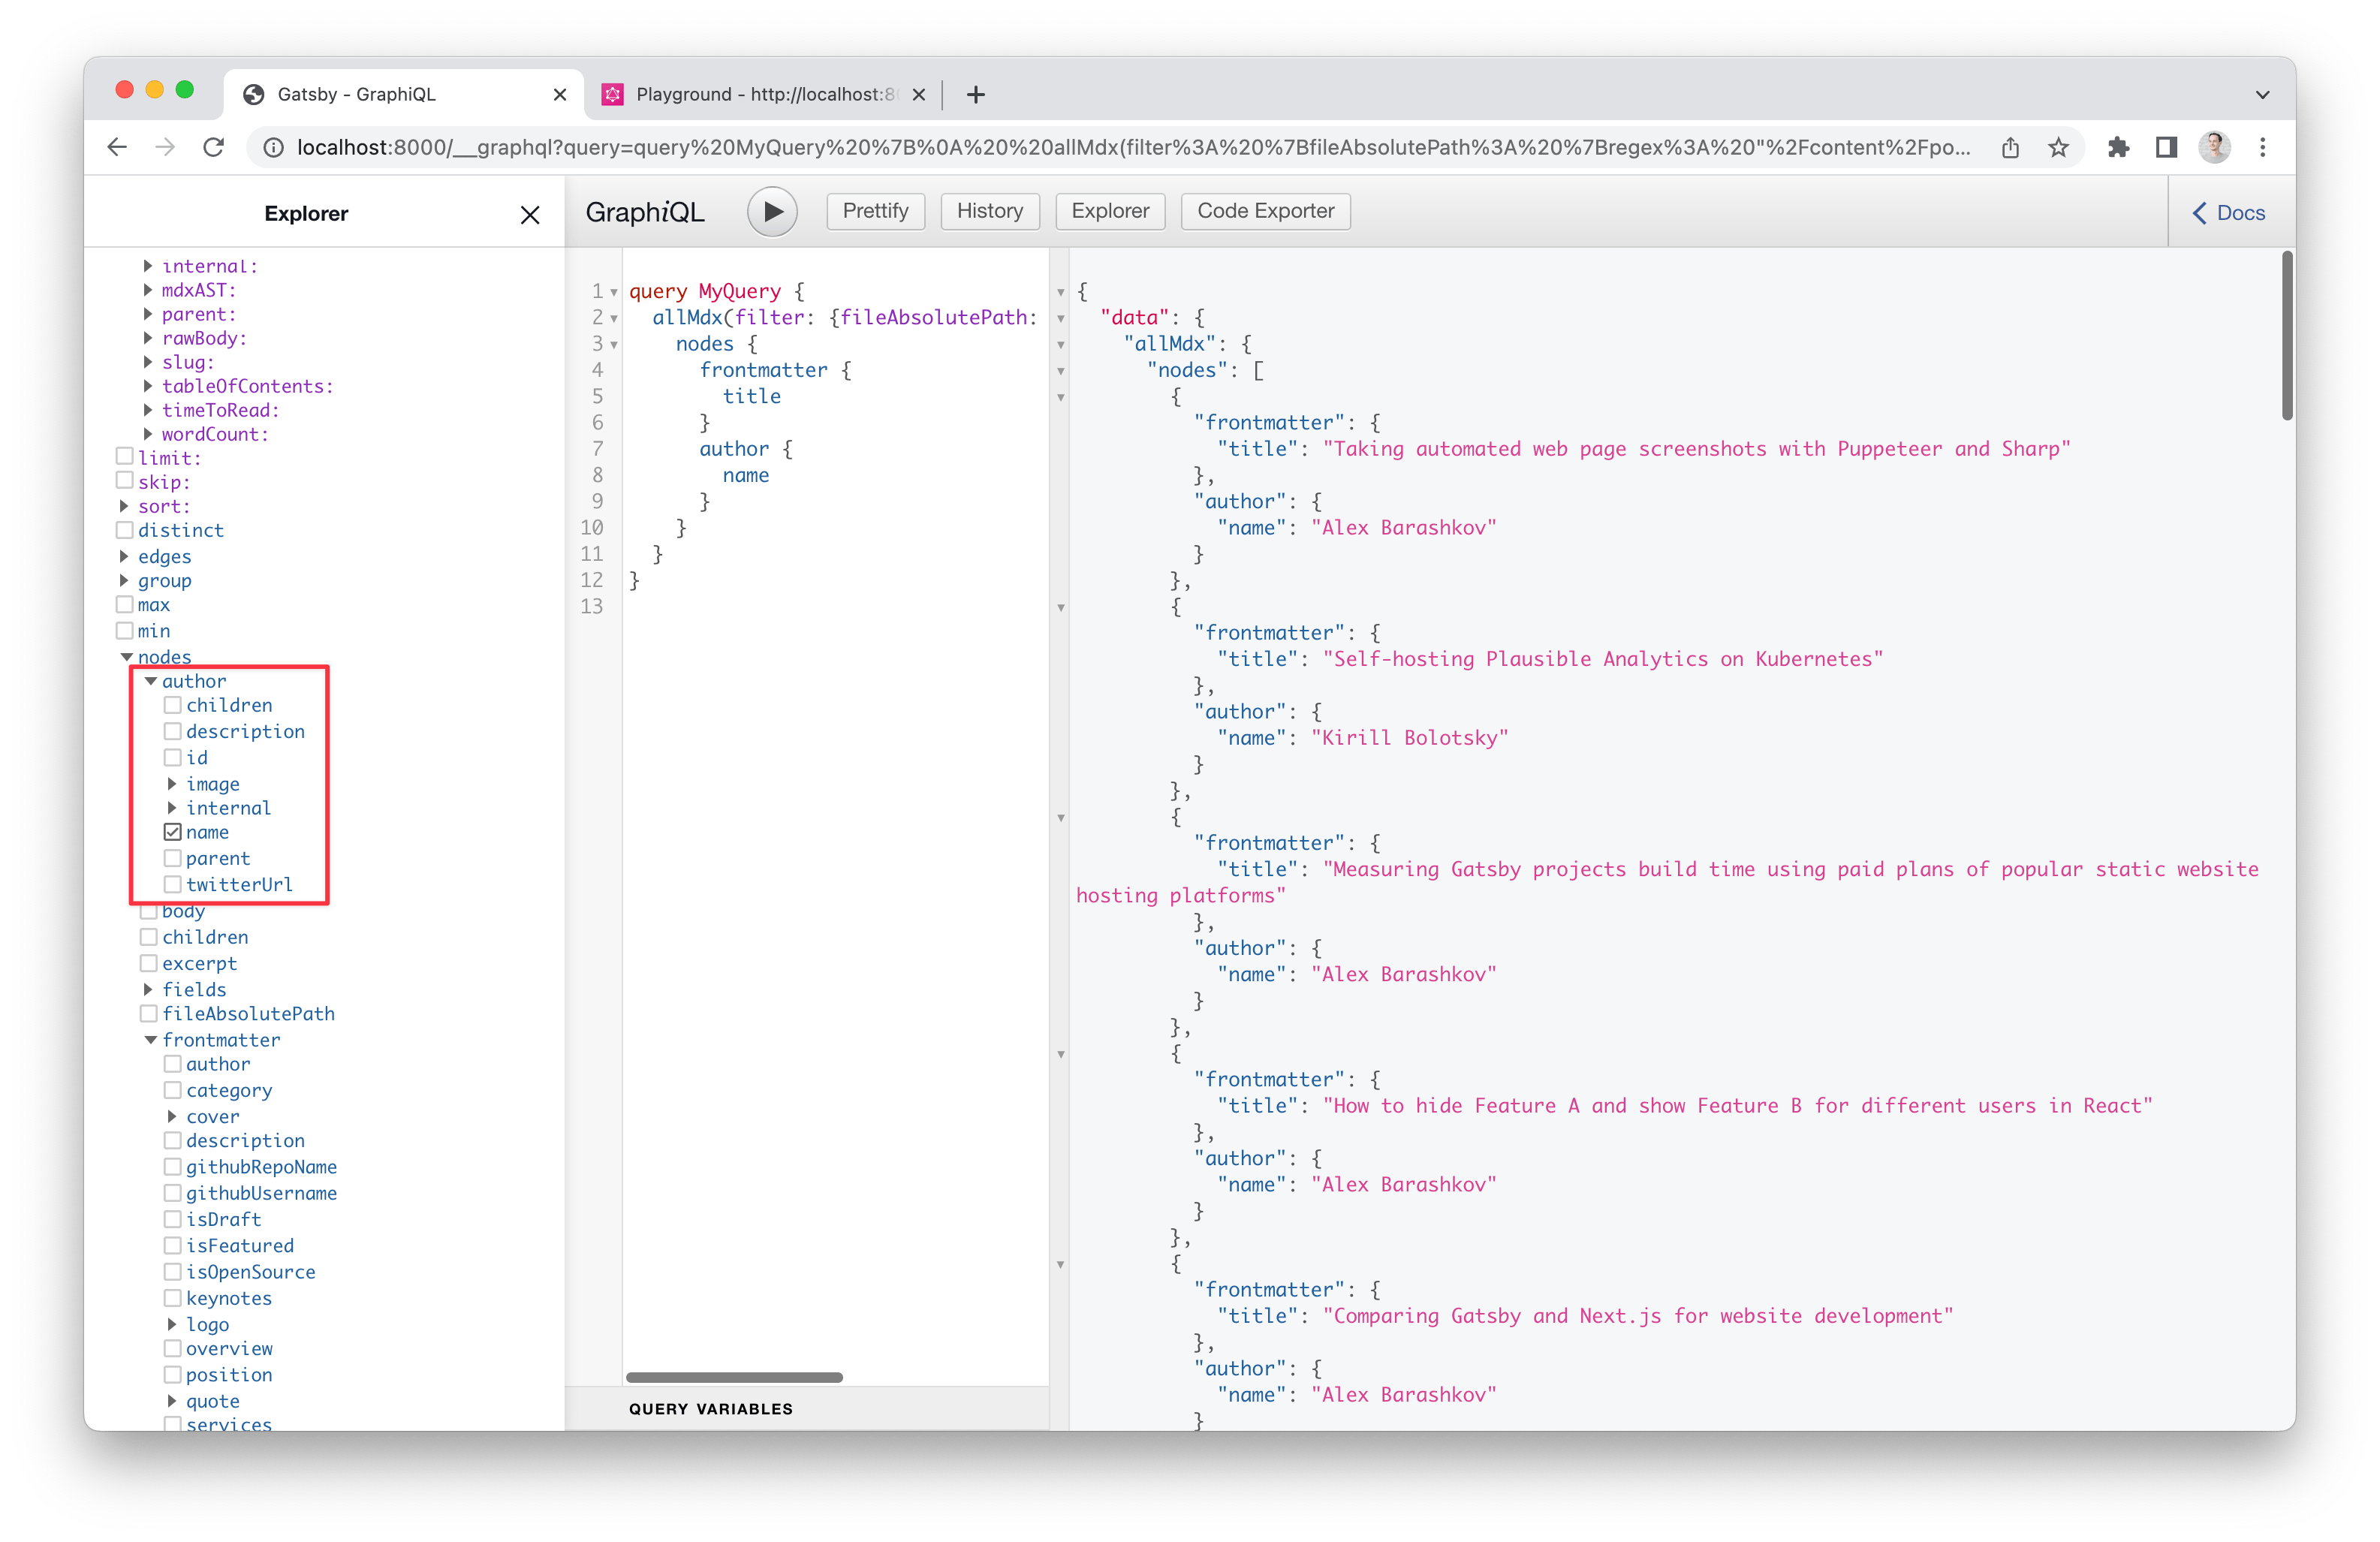 Gatsby - GraphiQL
Playground - http://localhost:8
localhost:8000/__graphql?query=query%20MyQuery%20%7B%0A%20%20allMdx(filter%3A%20%7BfileAbsolutePath%3A%20%7Bregex%3A%20"%2Fcontent%2Fpo...
Explorer
GraphiQL
Prettify
History
Explorer
Code Exporter
Docs
internal:
mdxAST:
parent:
rawBody:
slug:
tableOfContents:
timeToRead:
wordCount:
limit:
skip:
sort:
distinct
edges
group
max
min
nodes
author
children
description
id
image
internal
name
parent
twitterUrl
body
children
excerpt
fields
fileAbsolutePath
frontmatter
author
category
cover
description
githubRepoName
githubUsername
isDraft
isFeatured
isOpenSource
keynotes
logo
overview
position
quote
services
1 query MyQuery {
2 allMdx(filter: {fileAbsolutePath:
3 nodes {
4 frontmatter {
5 title
6 }
7 author {
8 name
9 }
10 }
11 }
12 }
13
QUERY VARIABLES
{
"data": {
"allMdx": {
"nodes": [
{
"frontmatter": {
"title": "Taking automated web page screenshots with Puppeteer and Sharp"
},
"author": {
"name": "Alex Barashkov"
}
},
{
"frontmatter": {
"title": "Self-hosting Plausible Analytics on Kubernetes"
},
"author": {
"name": "Kirill Bolotsky"
}
},
{
"frontmatter": {
"title": "Measuring Gatsby projects build time using paid plans of popular static website
hosting platforms"
},
"author": {
"name": "Alex Barashkov"
}
},
{
"frontmatter": {
"title": "How to hide Feature A and show Feature B for different users in React"
},
"author": {
"name": "Alex Barashkov"
}
},
{
"frontmatter": {
"title": "Comparing Gatsby and Next.js for website development"
},
"author": {
"name": "Alex Barashkov"
}